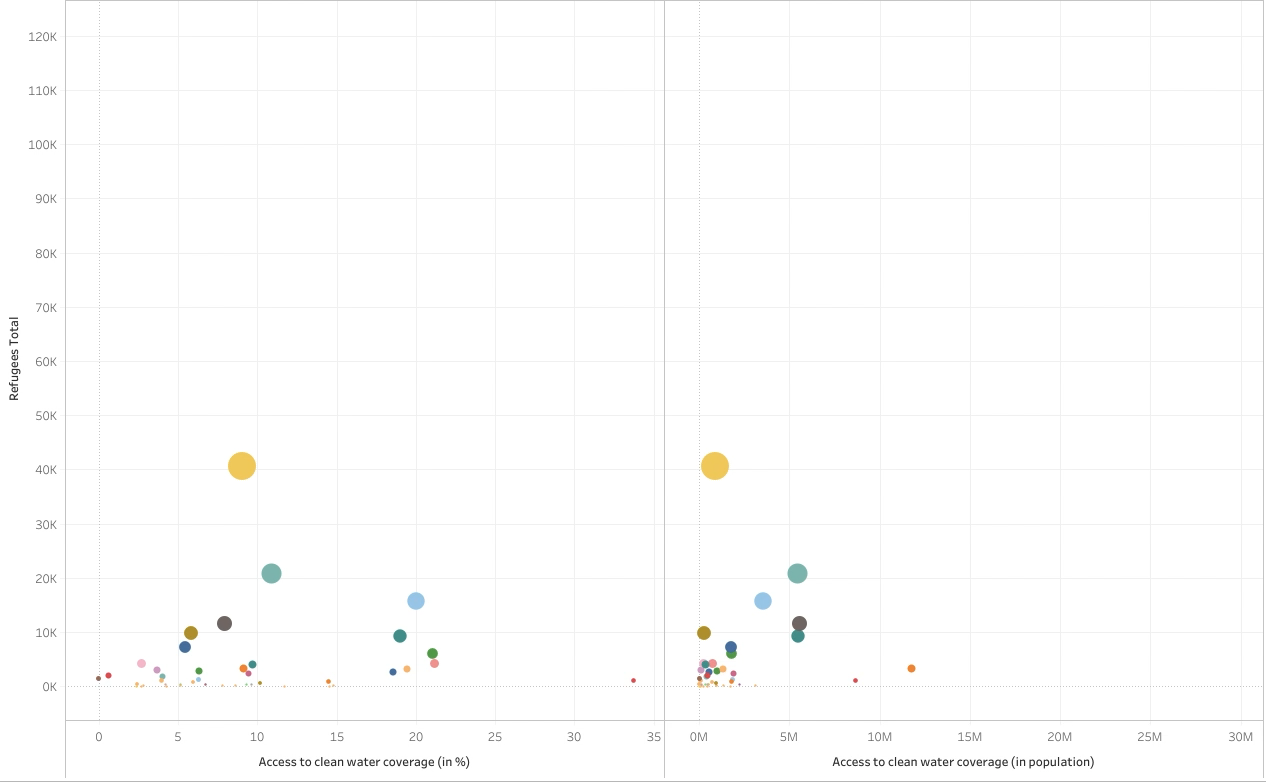 120K
110K
100K
90K
80K
70K
60K
50K
40K
30K
20K
10K
0K
Refugees Total
0 5 10 15 20 25 30 35
0M 5M 10M 15M 20M 25M 30M
Access to clean water coverage (in %)
Access to clean water coverage (in population)